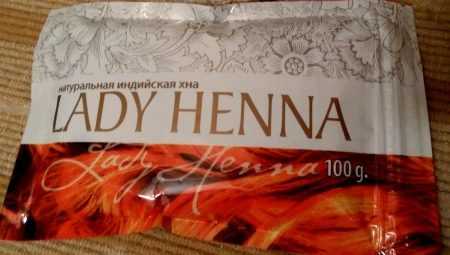 натуральная индийская хна
LADY HENNA
Lady Henna 100 g.